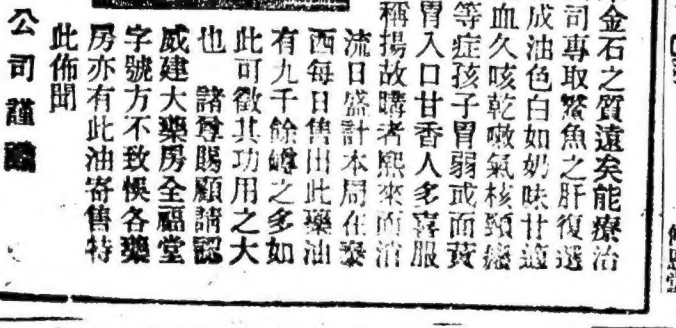 金石之質遠矣能療治
司專取鰵魚之肝復選
成油色白如奶味甘適
血久咳乾嗽氣核頸癧
等症孩子胃弱或面黃
胃入口甘香人多喜服
稱揚故購者熙來而消
流日盛計本局在泰
西每日售出此藥油
有九千餘罇之多如
此可徵其功用之大
也 諸尊賜顧請認
威建大藥房全福堂
字號方不致悞各藥
房亦有此油寄售特
此佈聞
公司謹